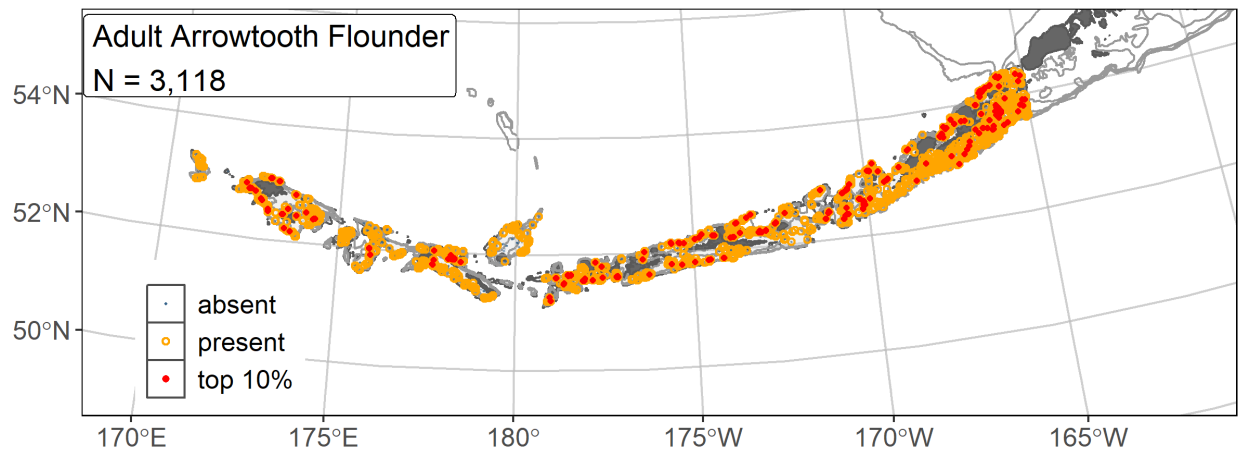 Adult Arrowtooth Flounder
N = 3,118
54°N
52°N
50°N
absent
present
top 10%
170°E
175°E
180°
175°W
170°W
165°W